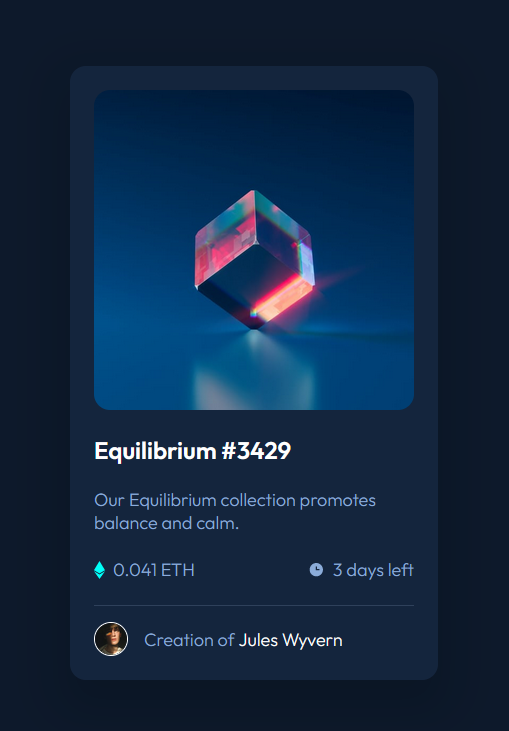 Equilibrium #3429
Our Equilibrium collection promotes
balance and calm.
0.041 ETH
3 days left
Creation of Jules Wyvern